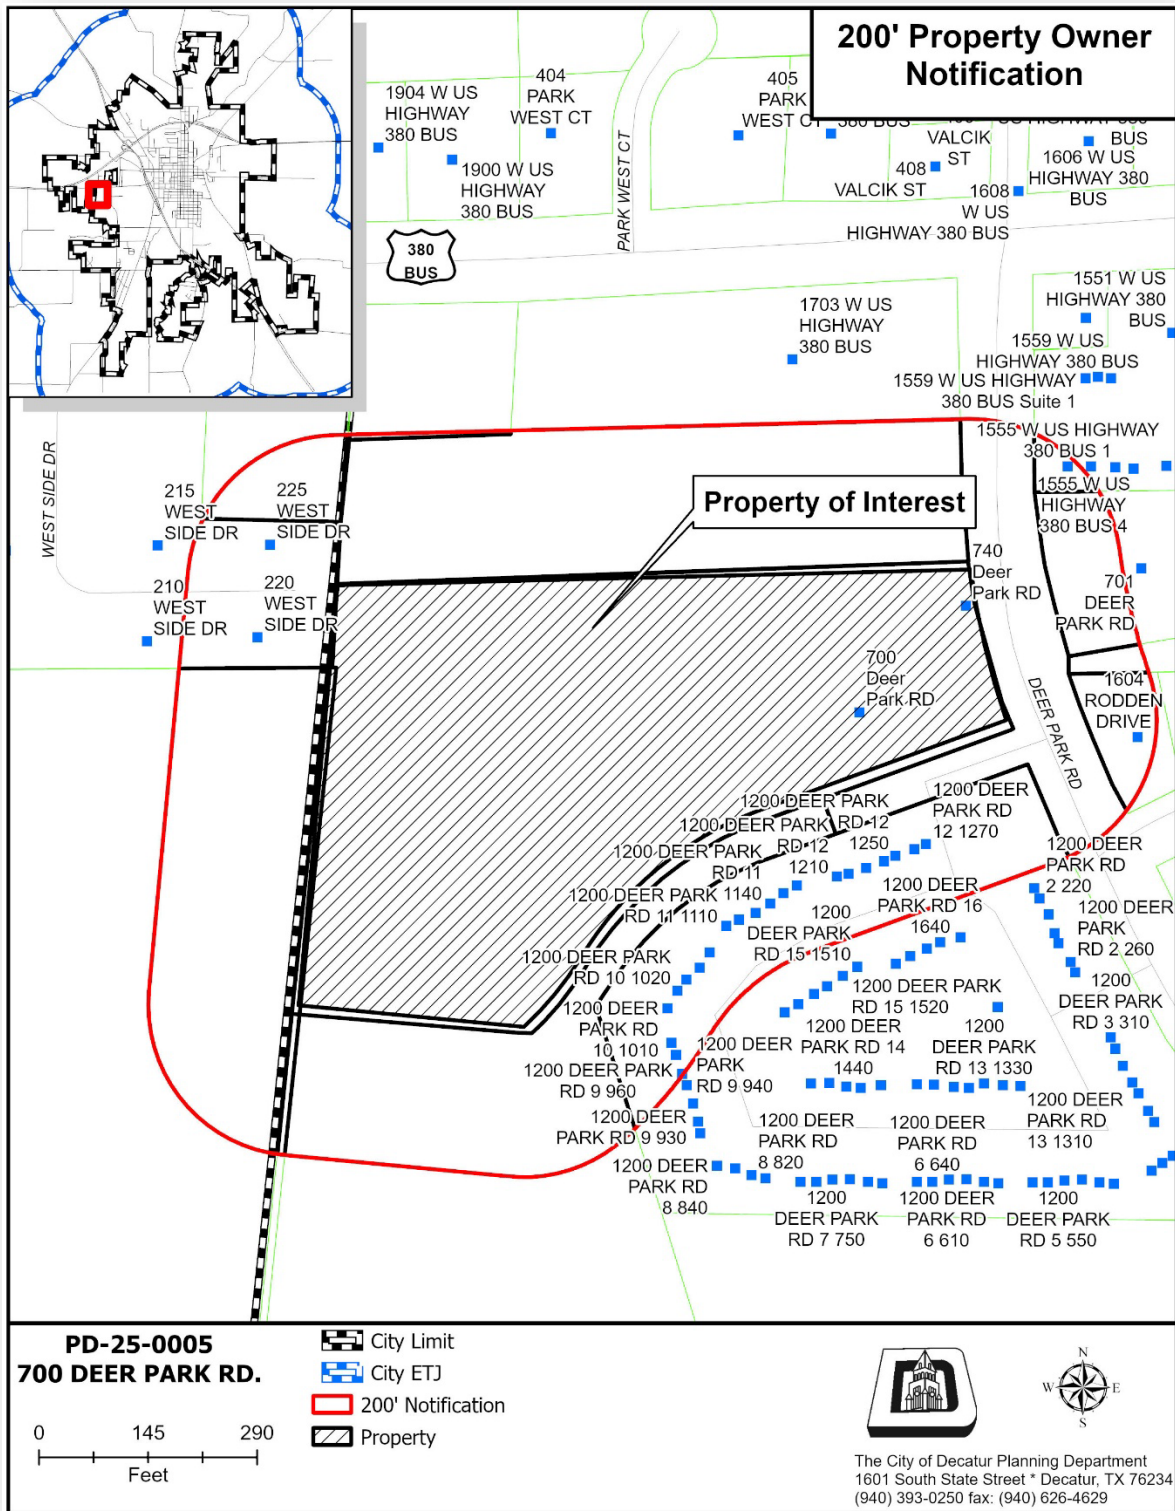 200' Property Owner
Notification
1904 W US
HIGHWAY
380 BUS
404
PARK
WEST CT
1900 W US
HIGHWAY
380 BUS
405
PARK
WEST CT
380 BUS
VALCIK
ST
408
VALCIK ST
US HIGHWAY 380
BUS
1606 W US
HIGHWAY 380
BUS
1608
W US
HIGHWAY 380 BUS
PARK WEST CT
380
BUS
1703 W US
HIGHWAY
380 BUS
1551 W US
HIGHWAY 380
BUS
1559 W US
HIGHWAY 380 BUS
1559 W US HIGHWAY
380 BUS Suite 1
1555 W US HIGHWAY
380 BUS 1
1555 W US
HIGHWAY
380 BUS 4
WEST SIDE DR
215
WEST
SIDE DR
225
WEST
SIDE DR
210
WEST
SIDE DR
220
WEST
SIDE DR
Property of Interest
740
Deer
Park RD
701
DEER
PARK RD
700
Deer
Park RD
1604
RODDEN
DRIVE
DEER PARK RD
1200 DEER PARK
RD 12
1250
1200 DEER
PARK RD
12 1270
1200 DEER PARK
RD 12
1210
1200 DEER PARK
RD 11
1140
1200 DEER PARK
RD 11 1110
1200 DEER
PARK RD
2 220
1200 DEER
PARK RD 16
1640
1200
DEER PARK
RD 15 1510
1200 DEER
PARK
RD 2 260
1200 DEER PARK
RD 10 1020
1200 DEER PARK
RD 15 1520
1200
DEER PARK
RD 3 310
1200 DEER
PARK RD
10 1010
1200 DEER
PARK RD 14
1440
1200
DEER PARK
RD 13 1330
1200 DEER
PARK
RD 9 940
1200 DEER PARK
RD 9 960
1200 DEER
PARK RD
13 1310
1200 DEER
PARK RD 9 930
1200 DEER
PARK RD
8 820
1200 DEER
PARK RD
6 640
1200 DEER
PARK RD
8 840
1200
DEER PARK
RD 7 750
1200 DEER
PARK RD
6 610
1200
DEER PARK
RD 5 550
PD-25-0005
700 DEER PARK RD.
0 145 290
Feet
City Limit
City ETJ
200' Notification
Property
N
W E
S
The City of Decatur Planning Department
1601 South State Street * Decatur, TX 76234
(940) 393-0250 fax: (940) 626-4629